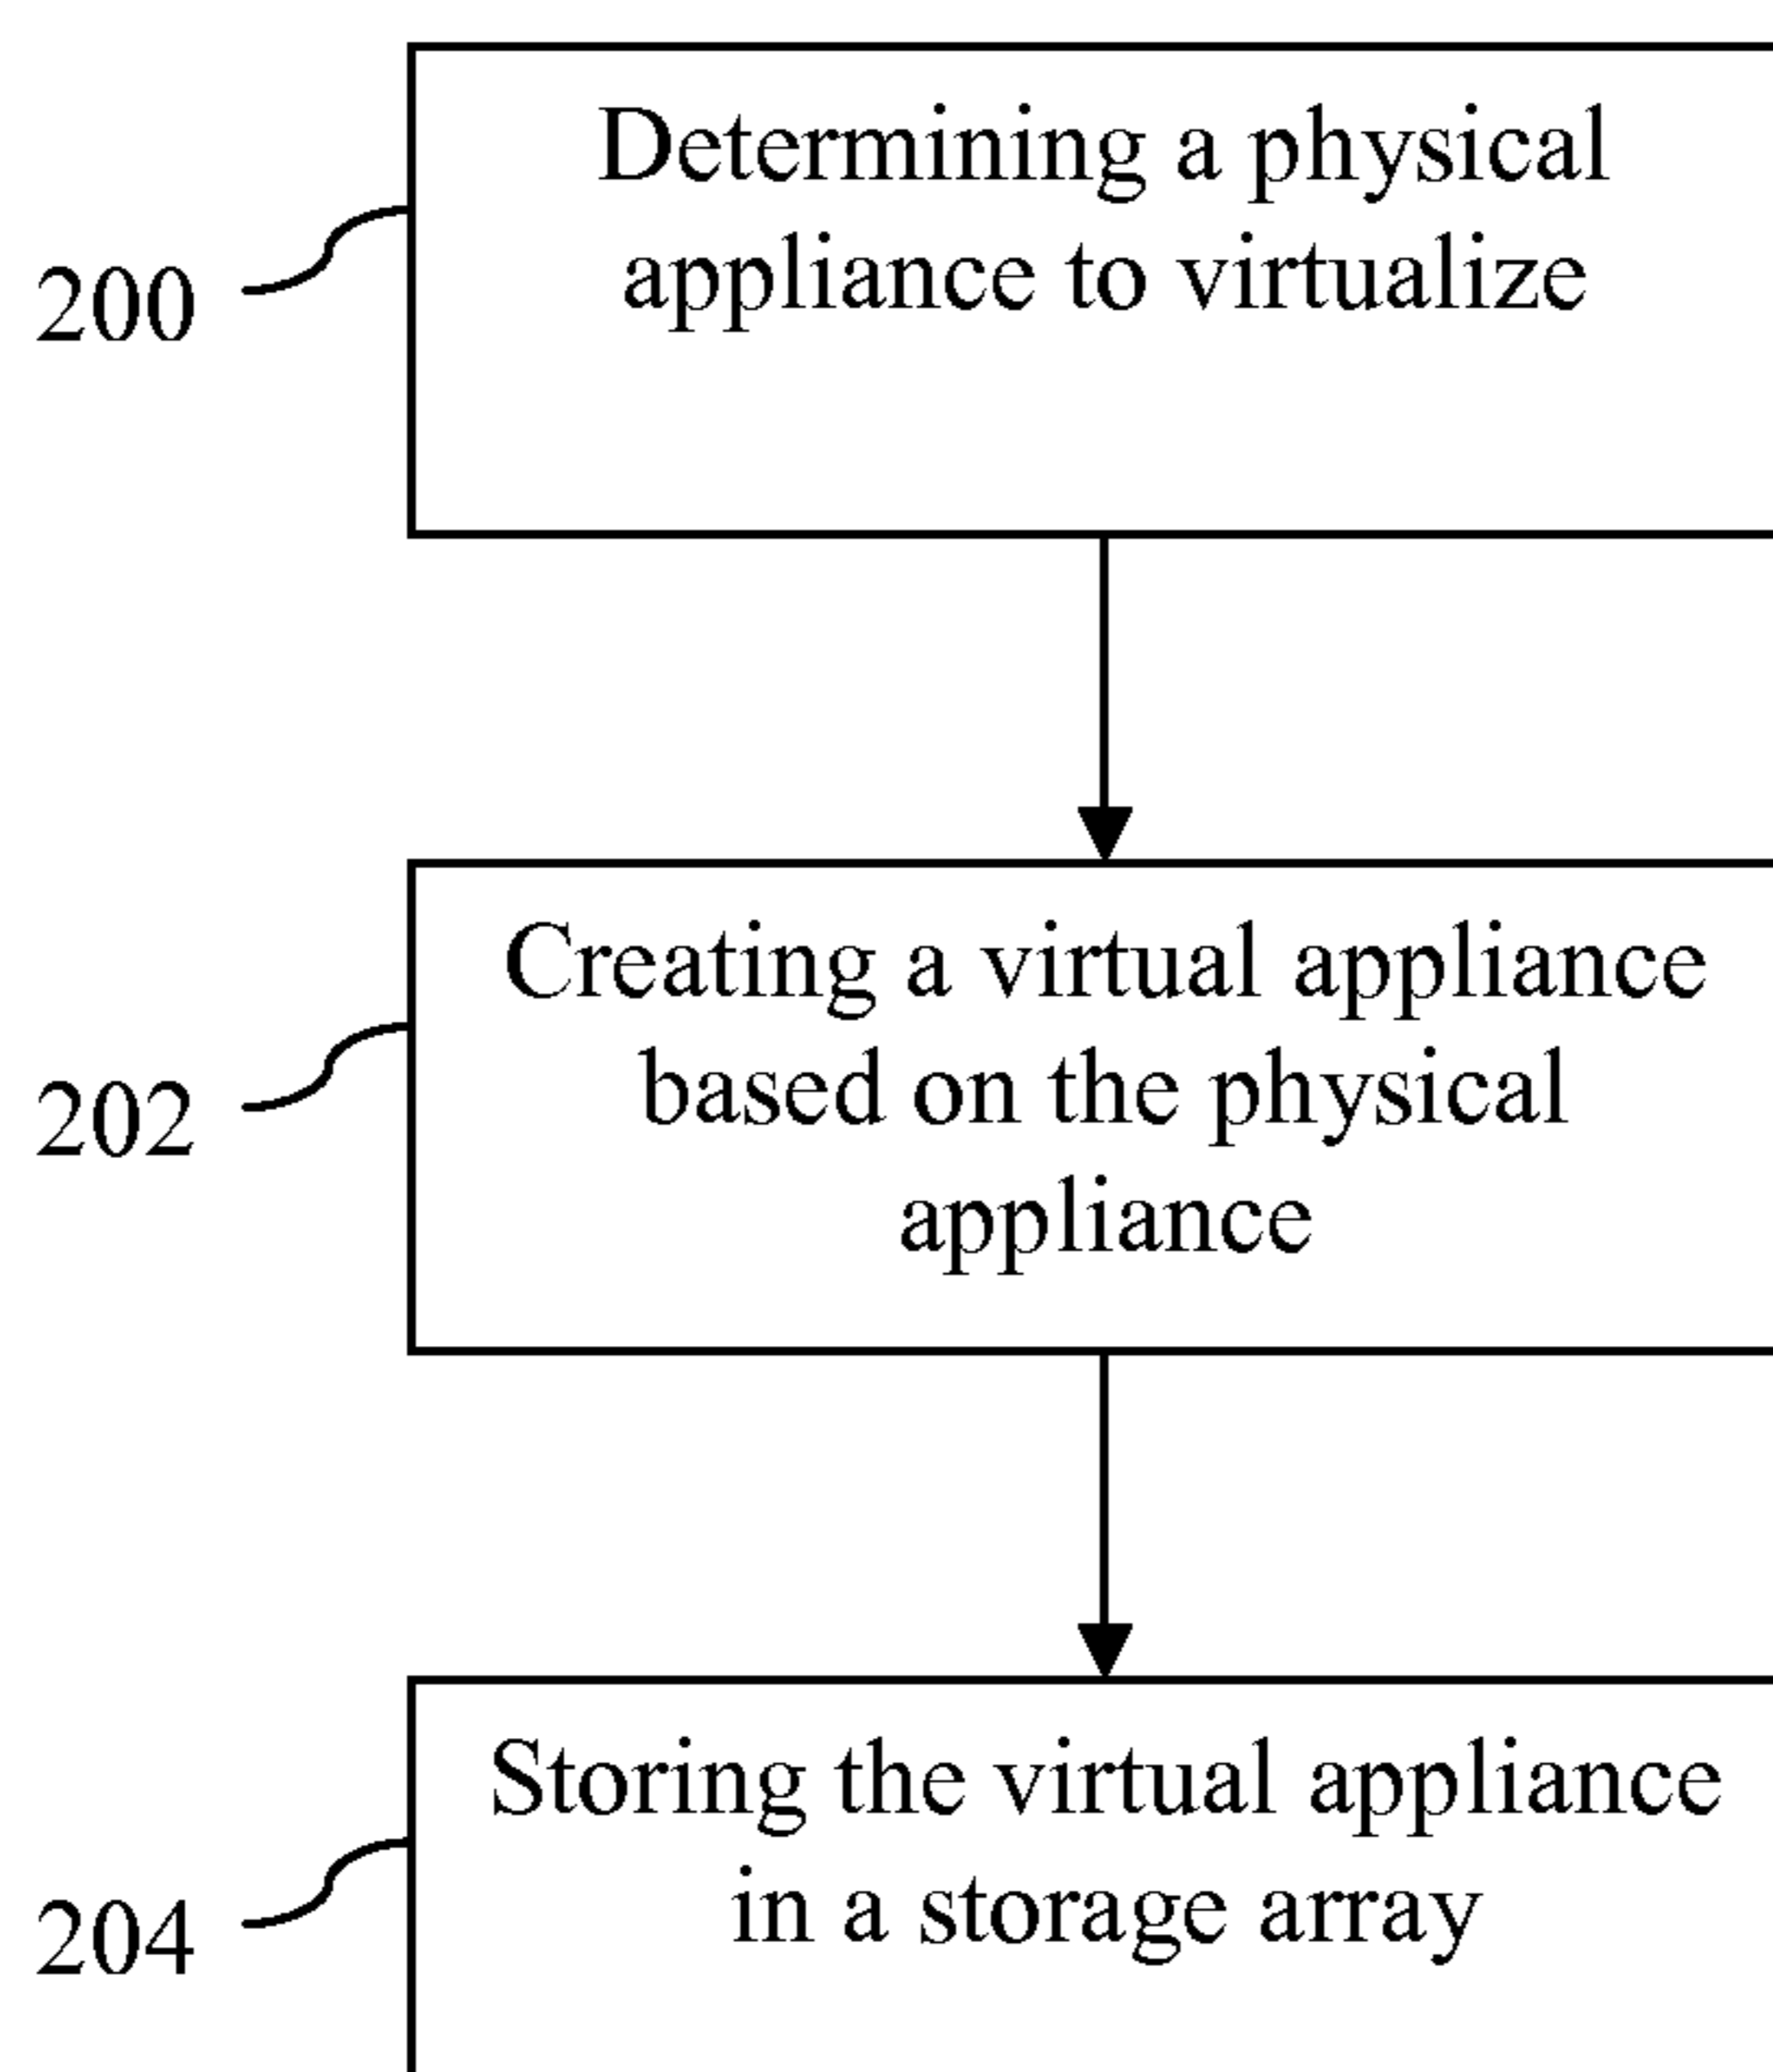 Determining a physical
appliance to virtualize
200
Creating a virtual appliance
based on the physical
appliance
202
Storing the virtual appliance
in a storage array
204